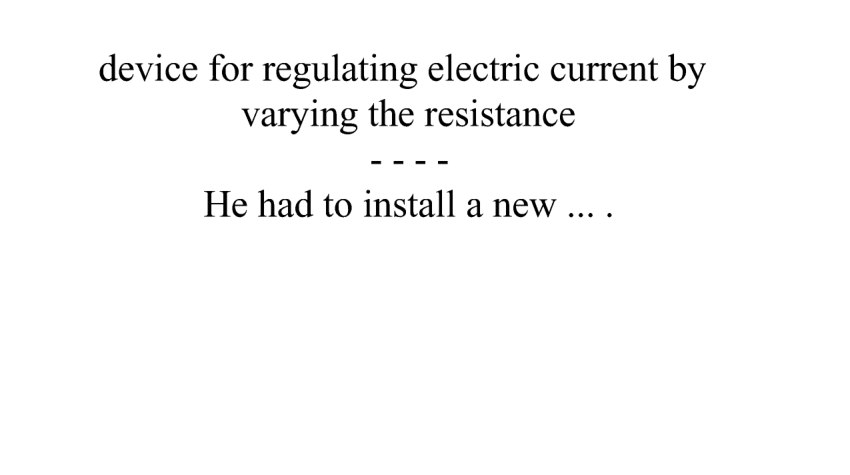 device for regulating electric current by
varying the resistance
- - - -
He had to install a new ... .